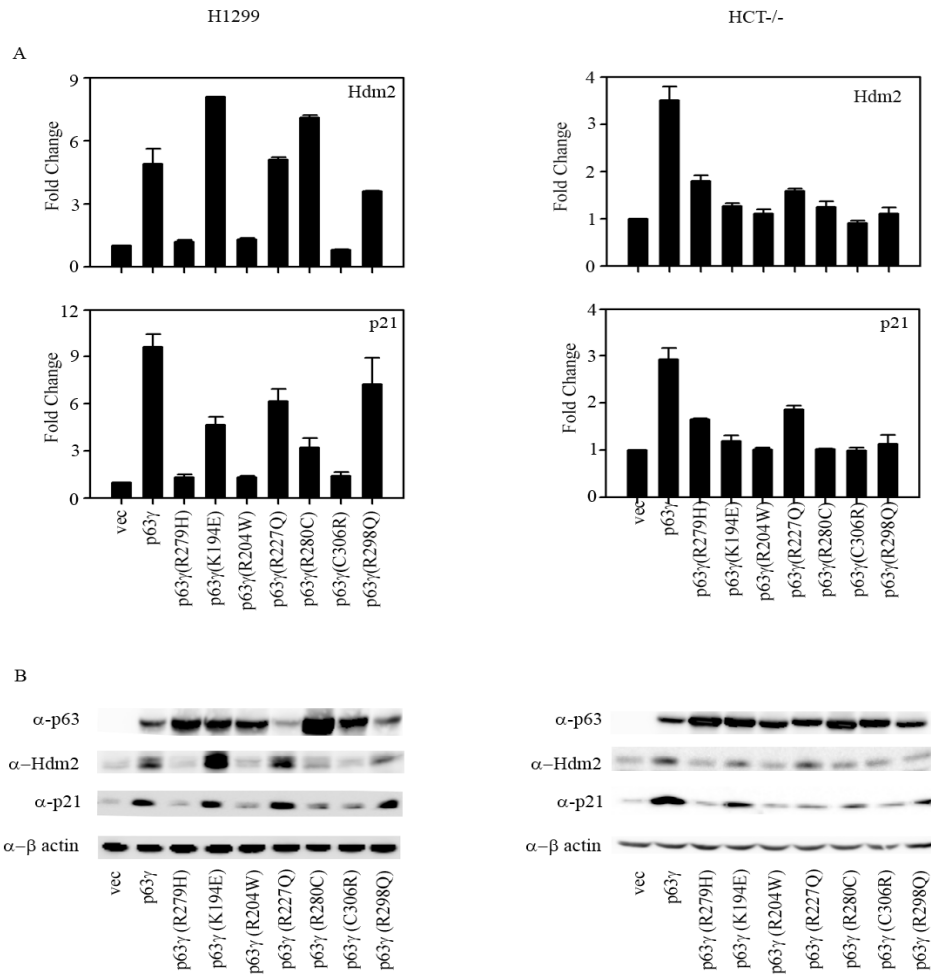 H1299
HCT-/-
A
Hdm2
Fold Change
9
6
3
0
Hdm2
Fold Change
4
3
2
1
0
p21
Fold Change
12
9
6
3
0
vec
p63γ
p63γ(R279H)
p63γ(K194E)
p63γ(R204W)
p63γ(R227Q)
p63γ(R280C)
p63γ(C306R)
p63γ(R298Q)
p21
Fold Change
4
3
2
1
0
vec
p63γ
p63γ(R279H)
p63γ(K194E)
p63γ(R204W)
p63γ(R227Q)
p63γ(R280C)
p63γ(C306R)
p63γ(R298Q)
B
α-p63
α–Hdm2
α-p21
α–β actin
vec
p63γ
p63γ (R279H)
p63γ (K194E)
p63γ (R204W)
p63γ (R227Q)
p63γ (R280C)
p63γ (C306R)
p63γ (R298Q)
α-p63
α–Hdm2
α-p21
α–β actin
vec
p63γ
p63γ (R279H)
p63γ (K194E)
p63γ (R204W)
p63γ (R227Q)
p63γ (R280C)
p63γ (C306R)
p63γ (R298Q)